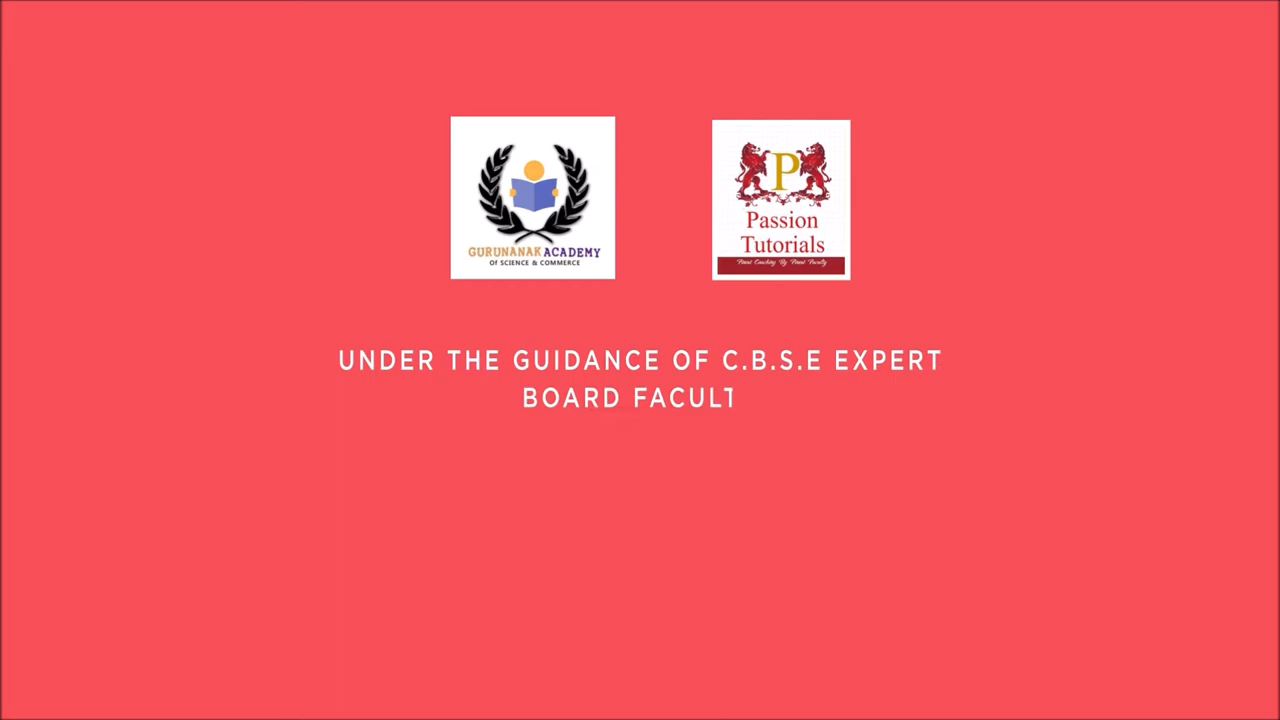 GURUNANAK ACADEMY
OF SCIENCE & COMMERCE
P
Passion
Tutorials
UNDER THE GUIDANCE OF C.B.S.E EXPERT
BOARD FACULT